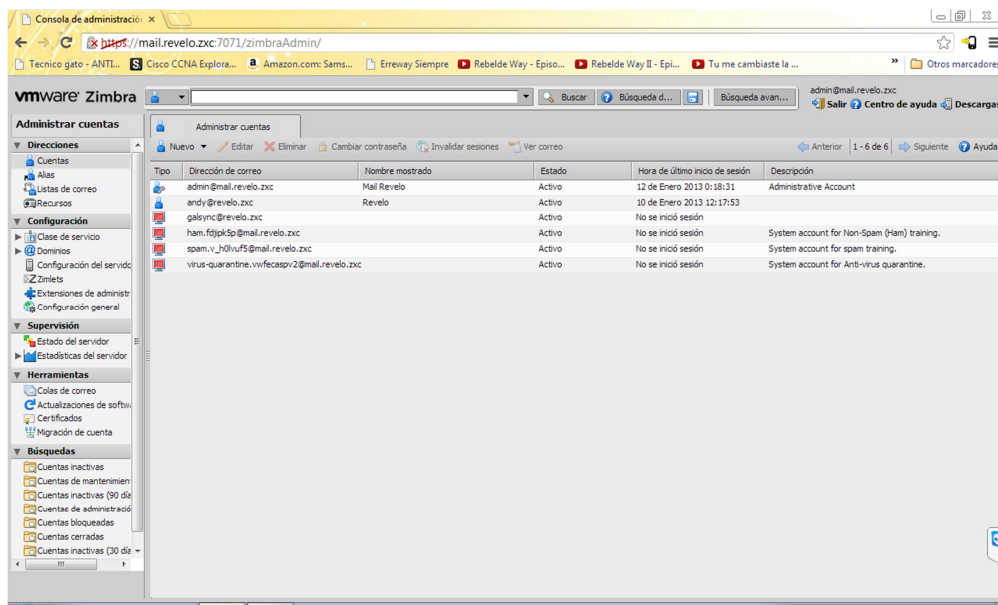 Consola de administració
https://mail.revelo.zxc:7071/zimbraAdmin/
Tecnico gato - ANTI... Cisco CCNA Explora... Amazon.com: Sams... Erreway Siempre Rebelde Way - Episo... Rebelde Way II - Epi... Tu me cambiaste la ... » Otros marcadores
vmware Zimbra Buscar Búsqueda d... Búsqueda avan... admin@mail.revelo.zxc
Salir Centro de ayuda Descargas
Administrar cuentas
Administrar cuentas
Nuevo Editar Eliminar Cambiar contraseña Invalidar sesiones Ver correo Anterior 1 - 6 de 6 Siguiente Ayuda
Tipo Dirección de correo Nombre mostrado Estado Hora de último inicio de sesión Descripción
admin@mail.revelo.zxc Mail Revelo Activo 12 de Enero 2013 0:18:31 Administrative Account
andy@revelo.zxc Revelo Activo 10 de Enero 2013 12:17:53
galsync@revelo.zxc Activo No se inició sesión
ham.fdjipk5p@mail.revelo.zxc Activo No se inició sesión System account for Non-Spam (Ham) training.
spam.v_h0lvuf5@mail.revelo.zxc Activo No se inició sesión System account for spam training.
virus-quarantine.vwfecaspv2@mail.revelo.zxc Activo No se inició sesión System account for Anti-virus quarantine.
Direcciones
Cuentas
Alias
Listas de correo
Recursos
Configuración
Clase de servicio
Dominios
Configuración del servido
Zimlets
Extensiones de administr
Configuración general
Supervisión
Estado del servidor
Estadísticas del servidor
Herramientas
Colas de correo
Actualizaciones de softwa
Certificados
Migración de cuenta
Búsquedas
Cuentas inactivas
Cuentas de mantenimien
Cuentas inactivas (90 día
Cuentas de administració
Cuentas bloqueadas
Cuentas cerradas
Cuentas inactivas (30 día